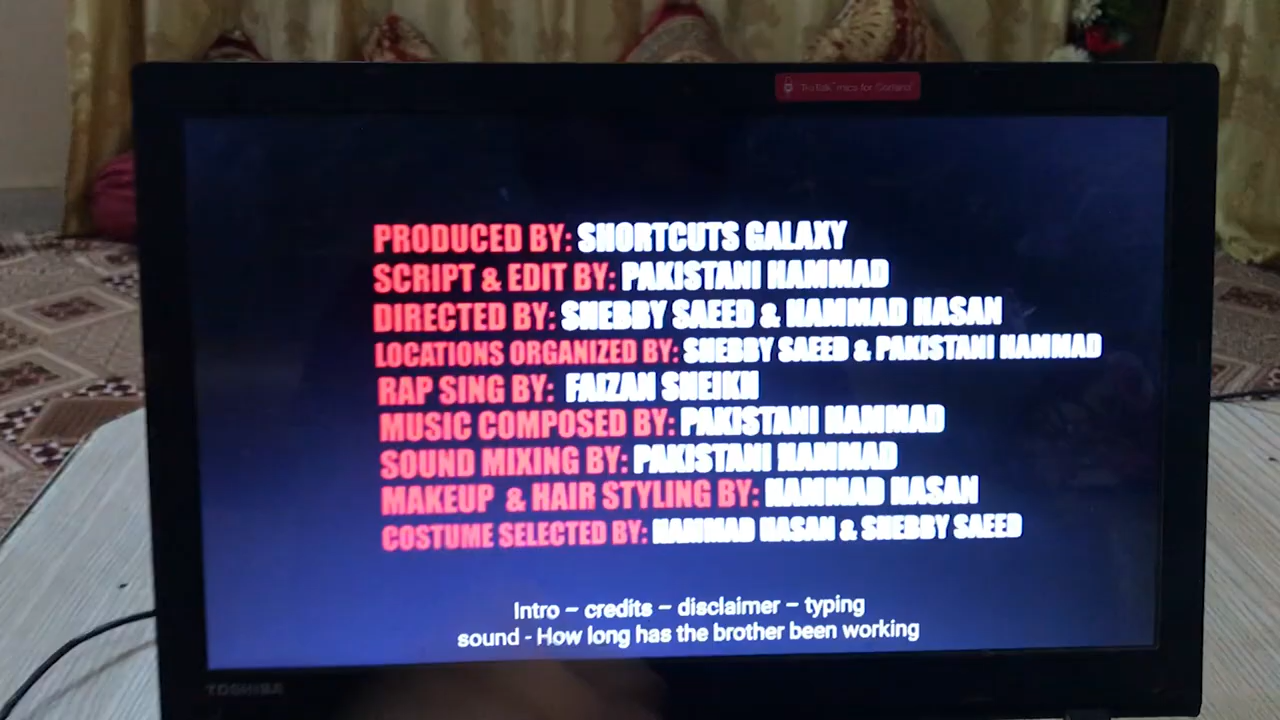 PRODUCED BY: SHORTCUTS GALAXY
SCRIPT & EDIT BY: PAKISTANI HAMMAD
DIRECTED BY: SHEBBY SAEED & HAMMAD HASAN
LOCATIONS ORGANIZED BY: SHEBBY SAEED & PAKISTANI HAMMAD
RAP SING BY: FAIZAN SHEIKH
MUSIC COMPOSED BY: PAKISTANI HAMMAD
SOUND MIXING BY: PAKISTANI HAMMAD
MAKEUP & HAIR STYLING BY: HAMMAD HASAN
COSTUME SELECTED BY: HAMMAD HASAN & SHEBBY SAEED
Intro – credits – disclaimer – typing
sound - How long has the brother been working
TOSHIBA